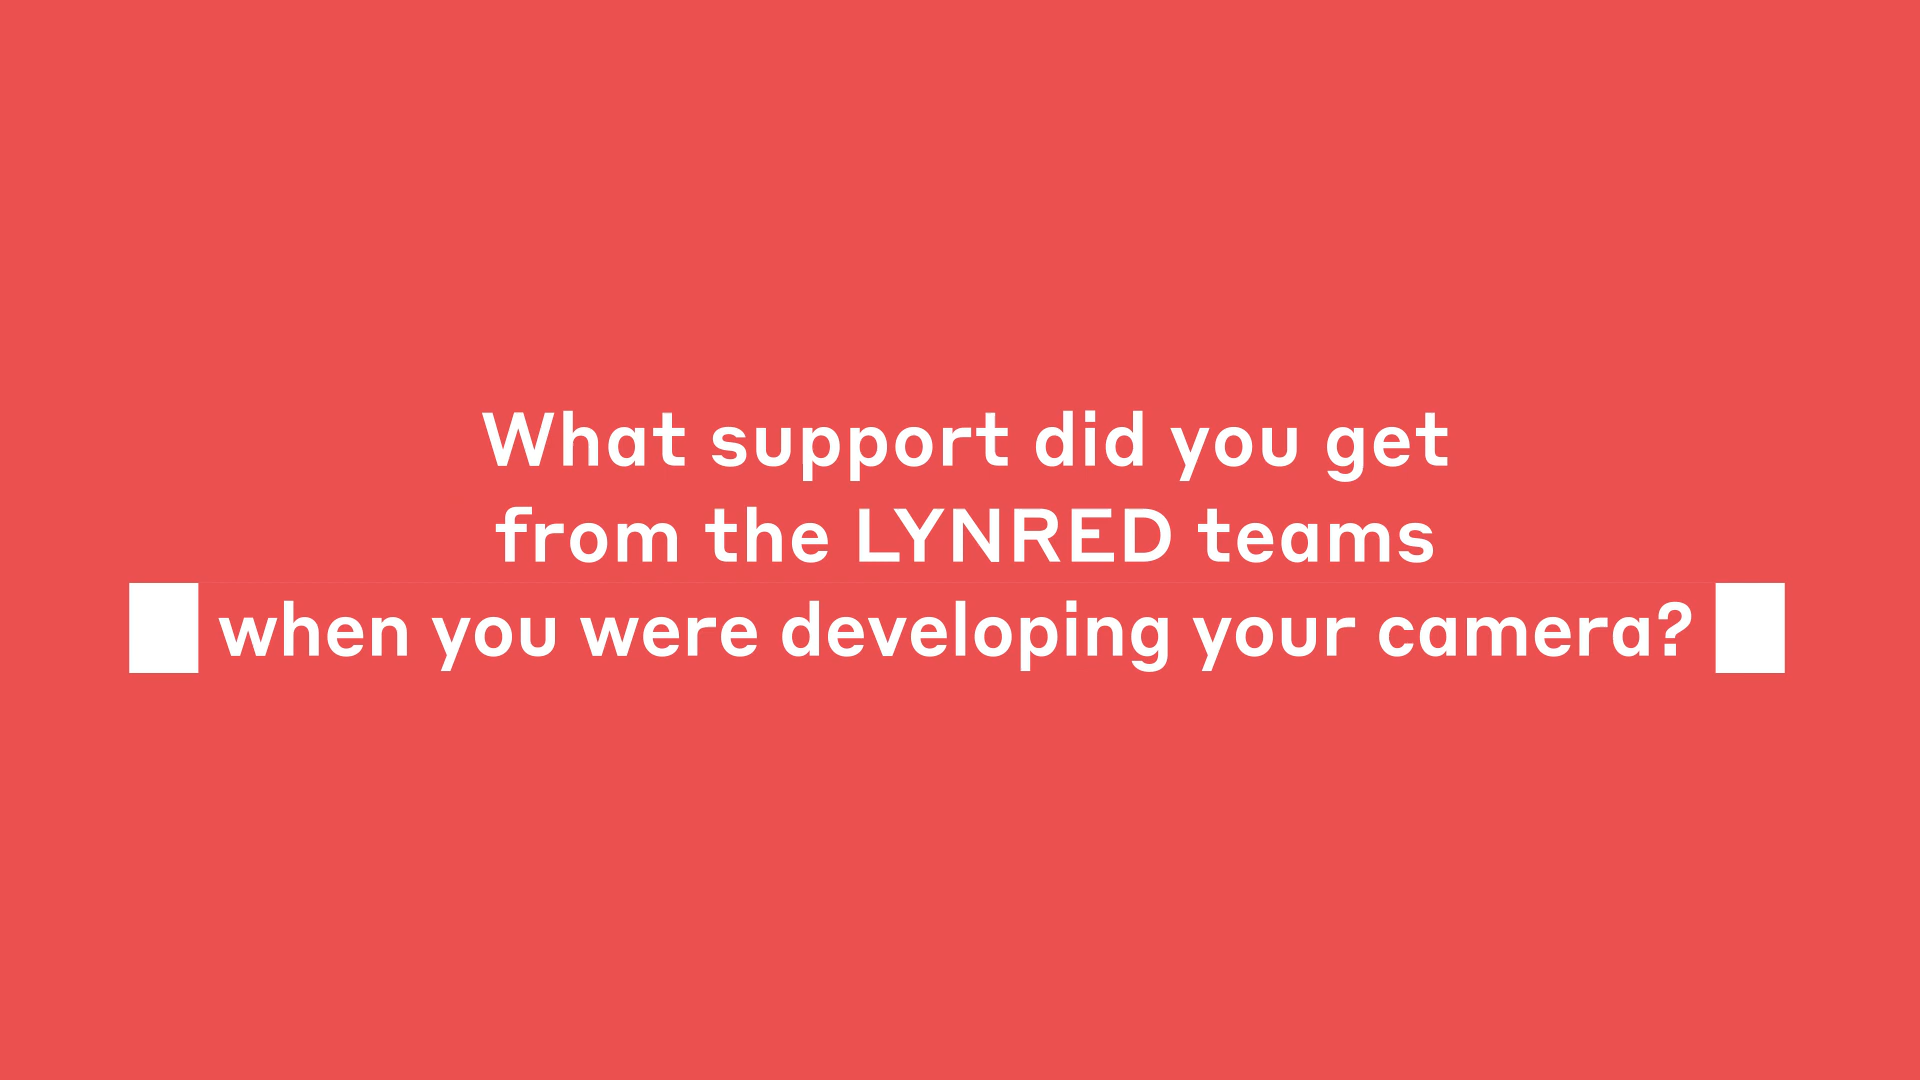 What support did you get
from the LYNRED teams
when you were developing your camera?